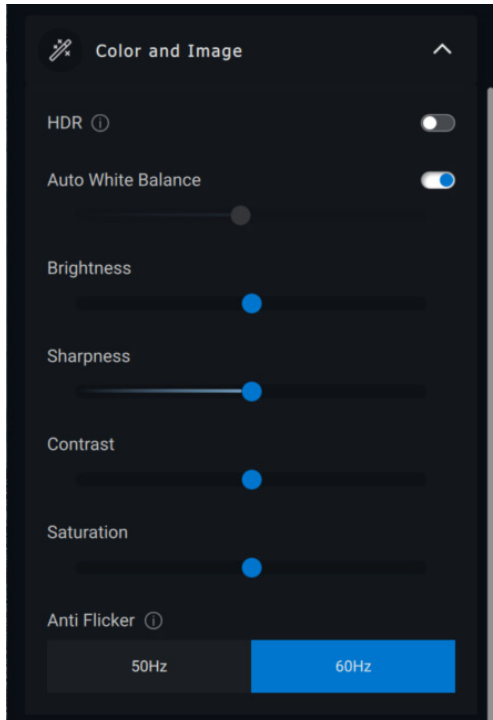 Color and Image
HDR
Auto White Balance
Brightness
Sharpness
Contrast
Saturation
Anti Flicker
50Hz 60Hz